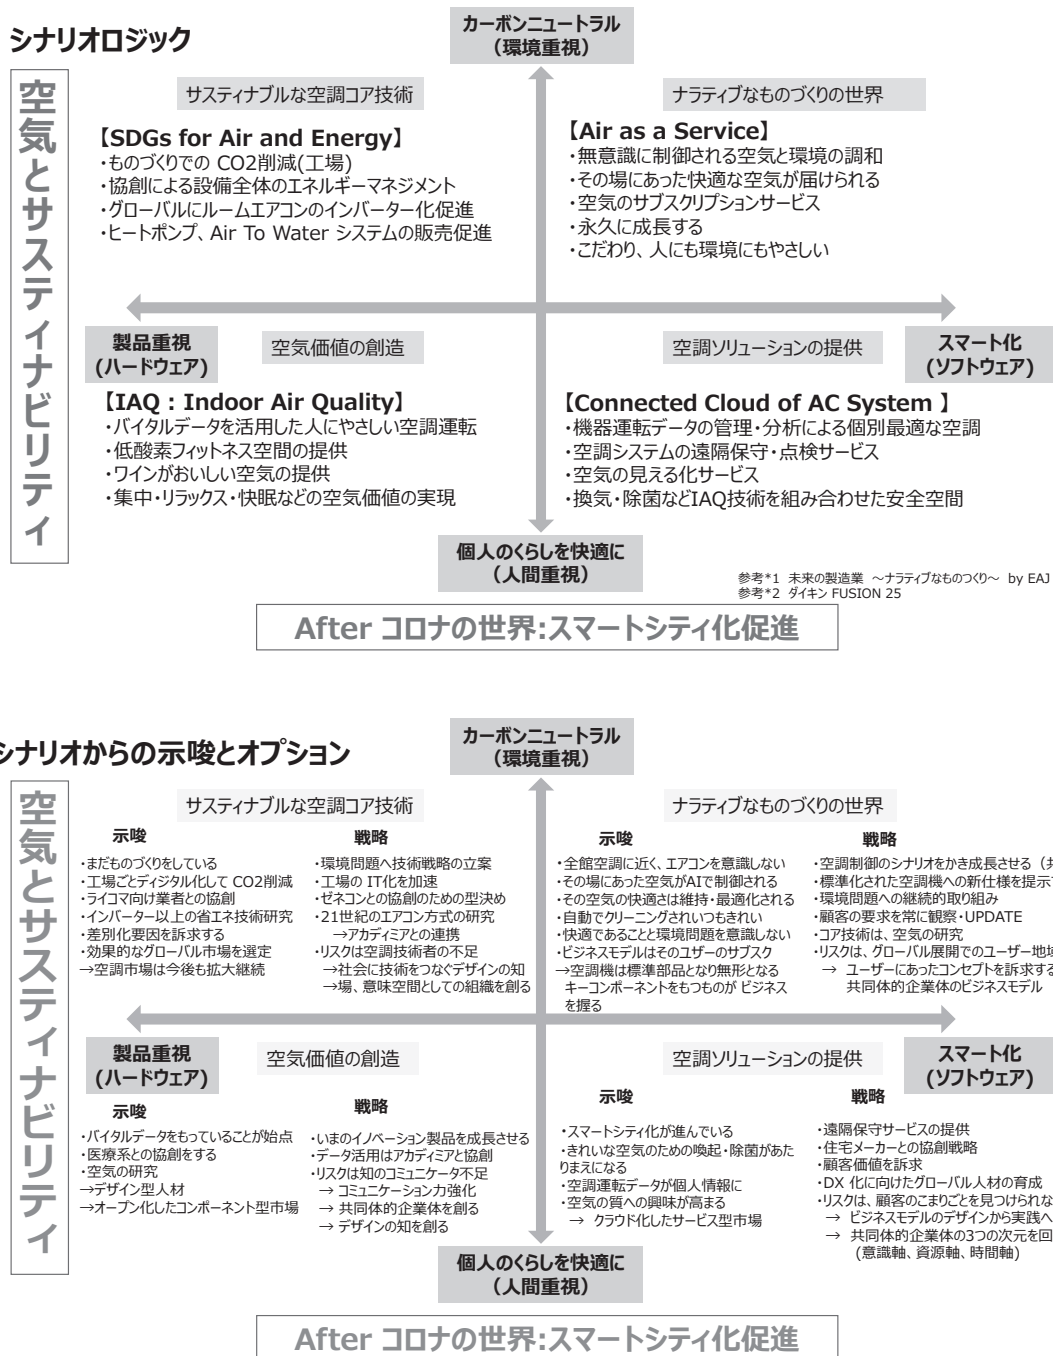 シナリオロジック
カーボンニュートラル
（環境重視）
空気とサスティナビリティ
サスティナブルな空調コア技術
【SDGs for Air and Energy】
・ものづくりでの CO2削減(工場)
・協創による設備全体のエネルギーマネジメント
・グローバルにルームエアコンのインバーター化促進
・ヒートポンプ、Air To Water システムの販売促進
ナラティブなものづくりの世界
【Air as a Service】
・無意識に制御される空気と環境の調和
・その場にあった快適な空気が届けられる
・空気のサブスクリプションサービス
・永久に成長する
・こだわり、人にも環境にもやさしい
製品重視
(ハードウェア)
空気価値の創造
【IAQ : Indoor Air Quality】
・バイタルデータを活用した人にやさしい空調運転
・低酸素フィットネス空間の提供
・ワインがおいしい空気の提供
・集中・リラックス・快眠などの空気価値の実現
空調ソリューションの提供
スマート化
(ソフトウェア)
【Connected Cloud of AC System 】
・機器運転データの管理・分析による個別最適な空調
・空調システムの遠隔保守・点検サービス
・空気の見える化サービス
・換気・除菌などIAQ技術を組み合わせた安全空間
個人のくらしを快適に
（人間重視）
参考*1 未来の製造業 ～ナラティブなものつくり～ by EAJ
参考*2 ダイキン FUSION 25
After コロナの世界:スマートシティ化促進
シナリオからの示唆とオプション
カーボンニュートラル
（環境重視）
空気とサスティナビリティ
サスティナブルな空調コア技術
示唆
・まだものづくりをしている
・工場ごとディジタル化して CO2削減
・ライコマ向け業者との協創
・インバーター以上の省エネ技術研究
・差別化要因を訴求する
・効果的なグローバル市場を選定
→空調市場は今後も拡大継続
戦略
・環境問題へ技術戦略の立案
・工場の IT化を加速
・ゼネコンとの協創のための型決め
・21世紀のエアコン方式の研究
→アカディミアとの連携
・リスクは空調技術者の不足
→社会に技術をつなぐデザインの知
→場、意味空間としての組織を創る
ナラティブなものづくりの世界
示唆
・全館空調に近く、エアコンを意識しない
・その場にあった空気がAIで制御される
・その空気の快適さは維持・最適化される
・自動でクリーニングされいつもきれい
・快適であることと環境問題を意識しない
・ビジネスモデルはそのユザーのサブスク
→空調機は標準部品となり無形となる
キーコンポーネントをもつものが ビジネス
を握る
戦略
・空調制御のシナリオをかき成長させる（共
・標準化された空調機への新仕様を提示
・環境問題への継続的取り組み
・顧客の要求を常に観察・UPDATE
・コア技術は、空気の研究
・リスクは、グローバル展開でのユーザー地域
→ ユーザーにあったコンセプトを訴求する
共同体的企業体のビジネスモデル
製品重視
(ハードウェア)
空気価値の創造
示唆
・バイタルデータをもっていることが始点
・医療系との協創をする
・空気の研究
→デザイン型人材
→オープン化したコンポーネント型市場
戦略
・いまのイノベーション製品を成長させる
・データ活用はアカディミアと協創
・リスクは知のコミュニケータ不足
→ コミュニケーション力強化
→ 共同体的企業体を創る
→ デザインの知を創る
空調ソリューションの提供
スマート化
(ソフトウェア)
示唆
・スマートシティ化が進んでいる
・きれいな空気のための喚起・除菌があた
りまえになる
・空調運転データが個人情報に
・空気の質への興味が高まる
→ クラウド化したサービス型市場
戦略
・遠隔保守サービスの提供
・住宅メーカーとの協創戦略
・顧客価値を訴求
・DX 化に向けたグローバル人材の育成
・リスクは、顧客のこまりごとを見つけられな
→ ビジネスモデルのデザインから実践へ
→ 共同体的企業体の3つの次元を回
(意識軸、資源軸、時間軸)
個人のくらしを快適に
（人間重視）
After コロナの世界:スマートシティ化促進